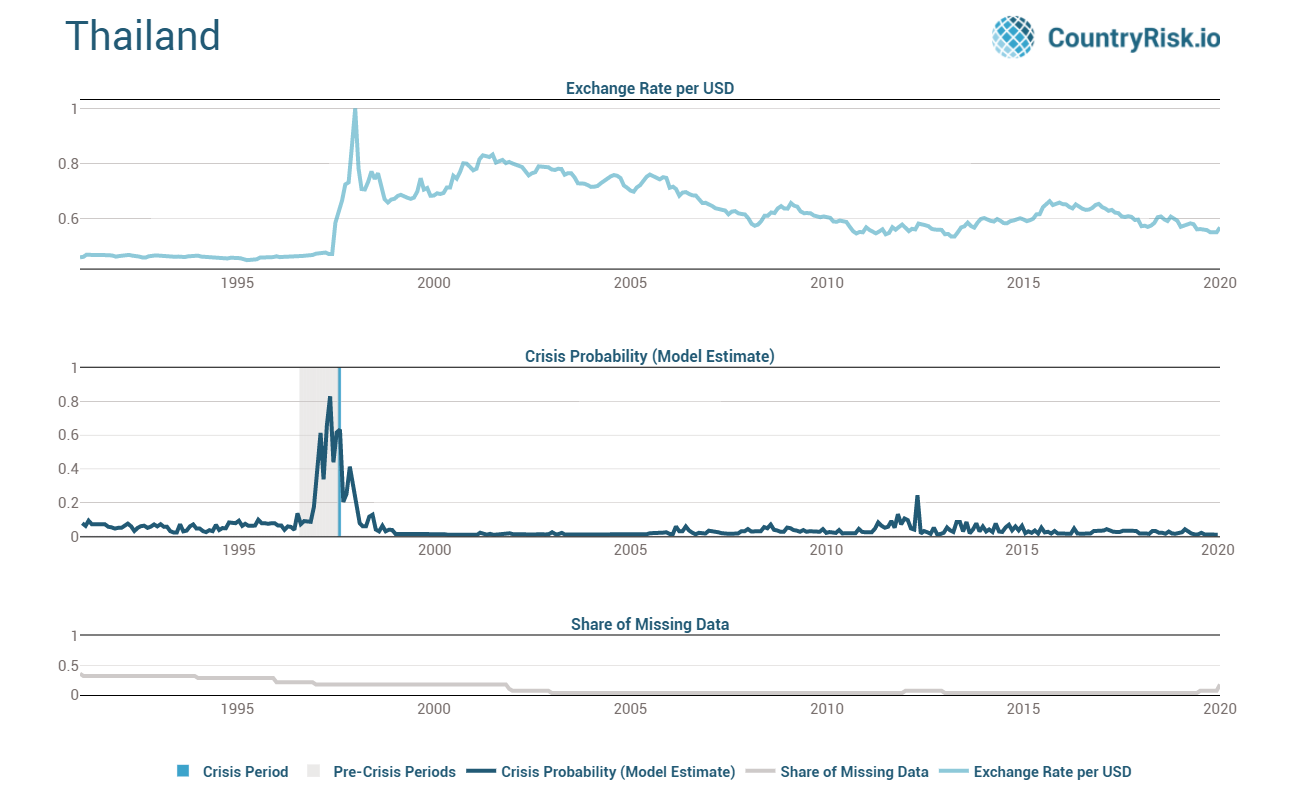 Thailand
CountryRisk.io
Exchange Rate per USD
1
0.8
0.6
1995 2000 2005 2010 2015 2020
Crisis Probability (Model Estimate)
1
0.8
0.6
0.4
0.2
0
1995 2000 2005 2010 2015 2020
Share of Missing Data
1
0.5
0
1995 2000 2005 2010 2015 2020
Crisis Period Pre-Crisis Periods Crisis Probability (Model Estimate) Share of Missing Data Exchange Rate per USD